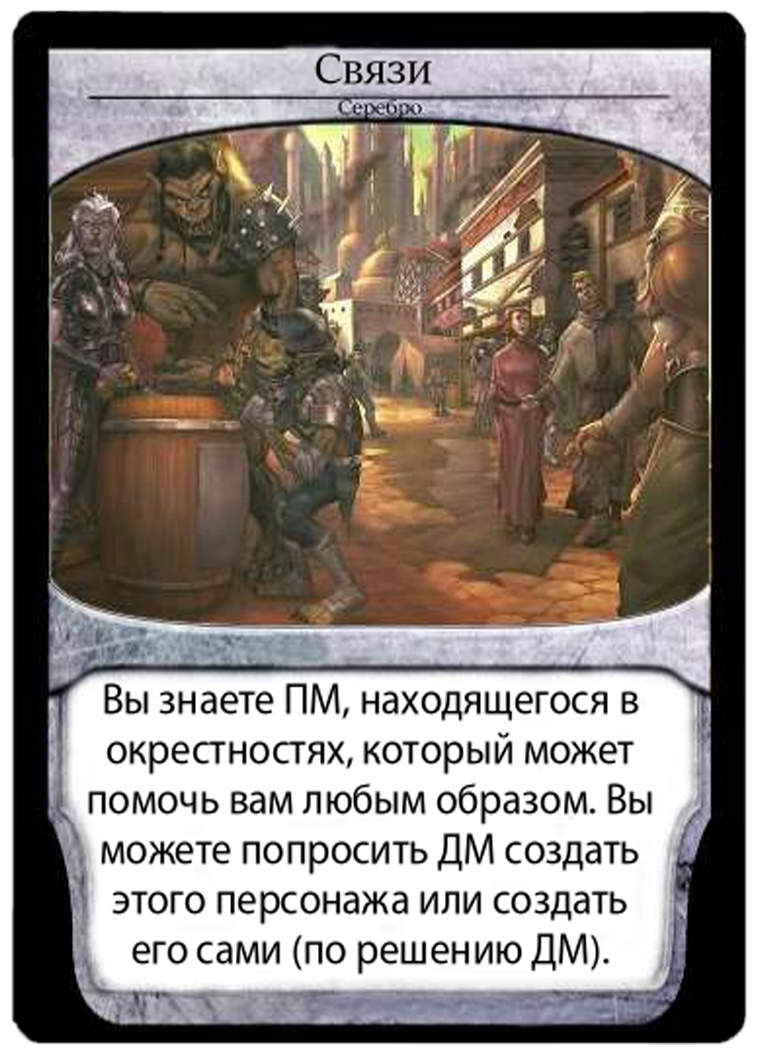 Связи
Серебро
Вы знаете ПМ, находящегося в
окрестностях, который может
помочь вам любым образом. Вы
можете попросить ДМ создать
этого персонажа или создать
его сами (по решению ДМ).